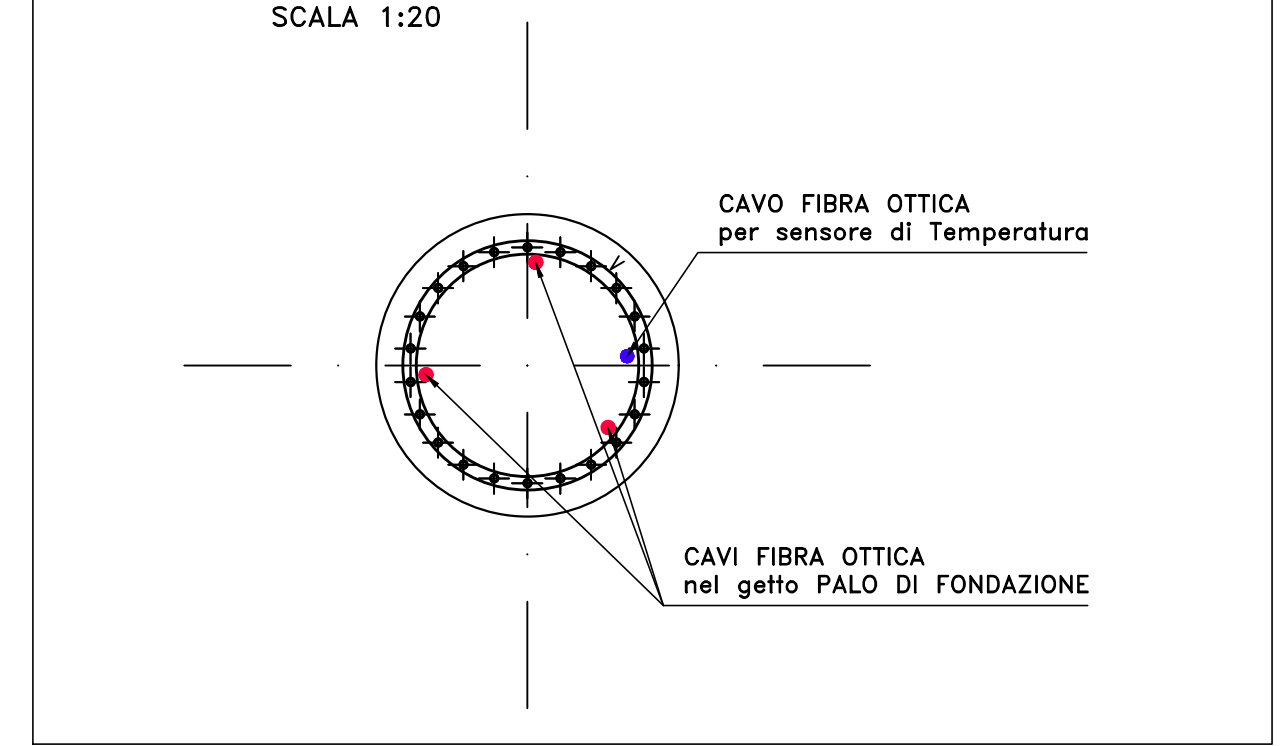 SCALA 1:20
CAVO FIBRA OTTICA
per sensore di Temperatura
CAVI FIBRA OTTICA
nel getto PALO DI FONDAZIONE